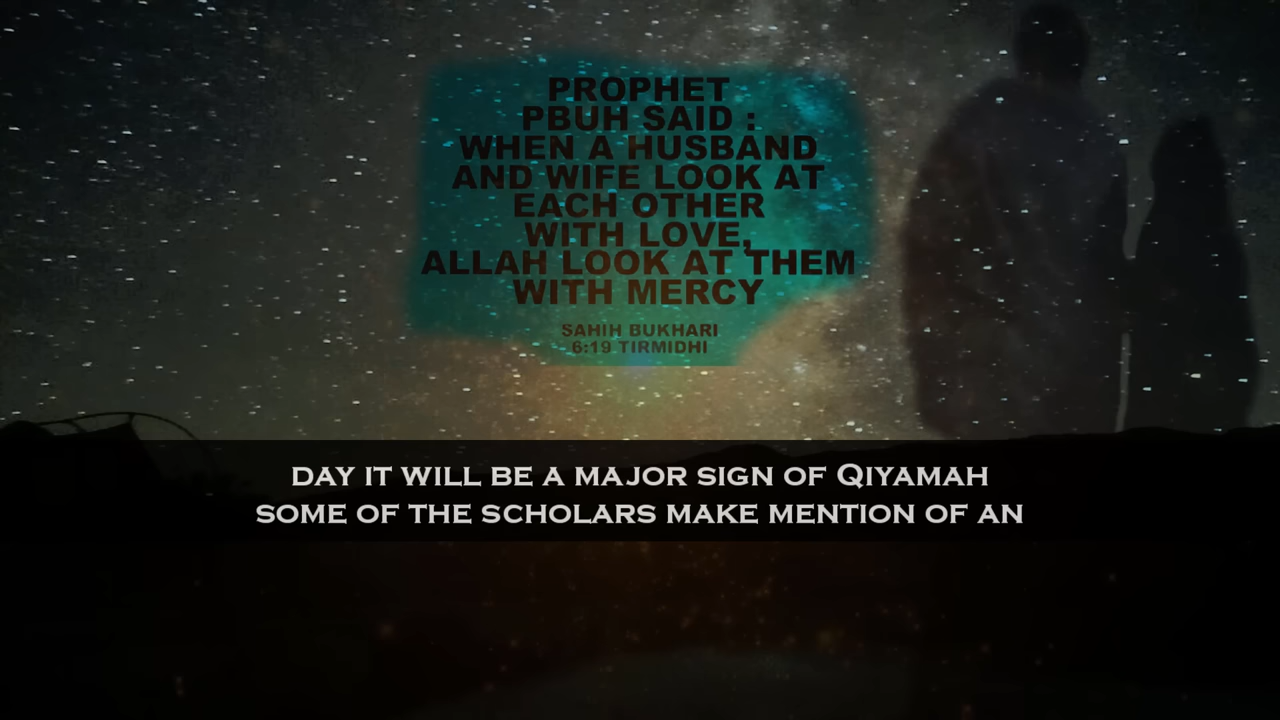 PROPHET
PBUH SAID :
WHEN A HUSBAND
AND WIFE LOOK AT
EACH OTHER
WITH LOVE,
ALLAH LOOK AT THEM
WITH MERCY
SAHIH BUKHARI
6:19 TIRMIDHI
DAY IT WILL BE A MAJOR SIGN OF QIYAMAH
SOME OF THE SCHOLARS MAKE MENTION OF AN